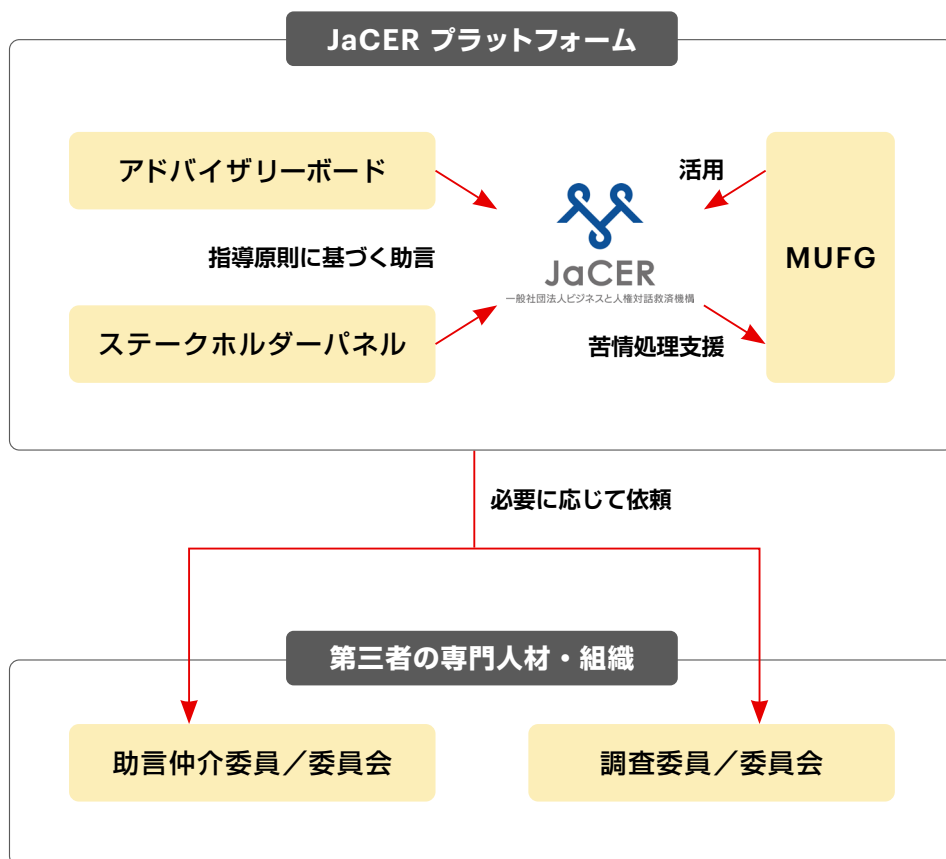 JaCER プラットフォーム
アドバイザリーボード
指導原則に基づく助言
ステークホルダーパネル
JaCER
一般社団法人ビジネスと人権対話救済機構
活用
MUFG
苦情処理支援
必要に応じて依頼
第三者の専門人材・組織
助言仲介委員／委員会
調査委員／委員会